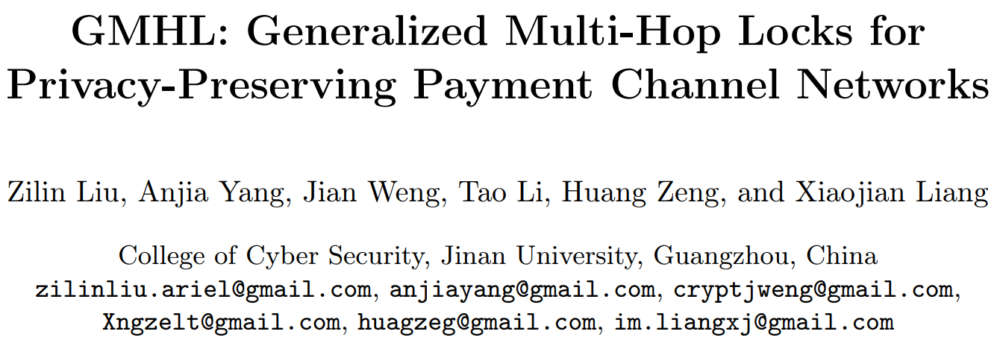 GMHL: Generalized Multi-Hop Locks for
Privacy-Preserving Payment Channel Networks
Zilin Liu, Anjia Yang, Jian Weng, Tao Li, Huang Zeng, and Xiaojian Liang
College of Cyber Security, Jinan University, Guangzhou, China
zilinliu.ariel@gmail.com, anjiayang@gmail.com, cryptjweng@gmail.com,
Xngzelt@gmail.com, huagzeg@gmail.com, im.liangxj@gmail.com